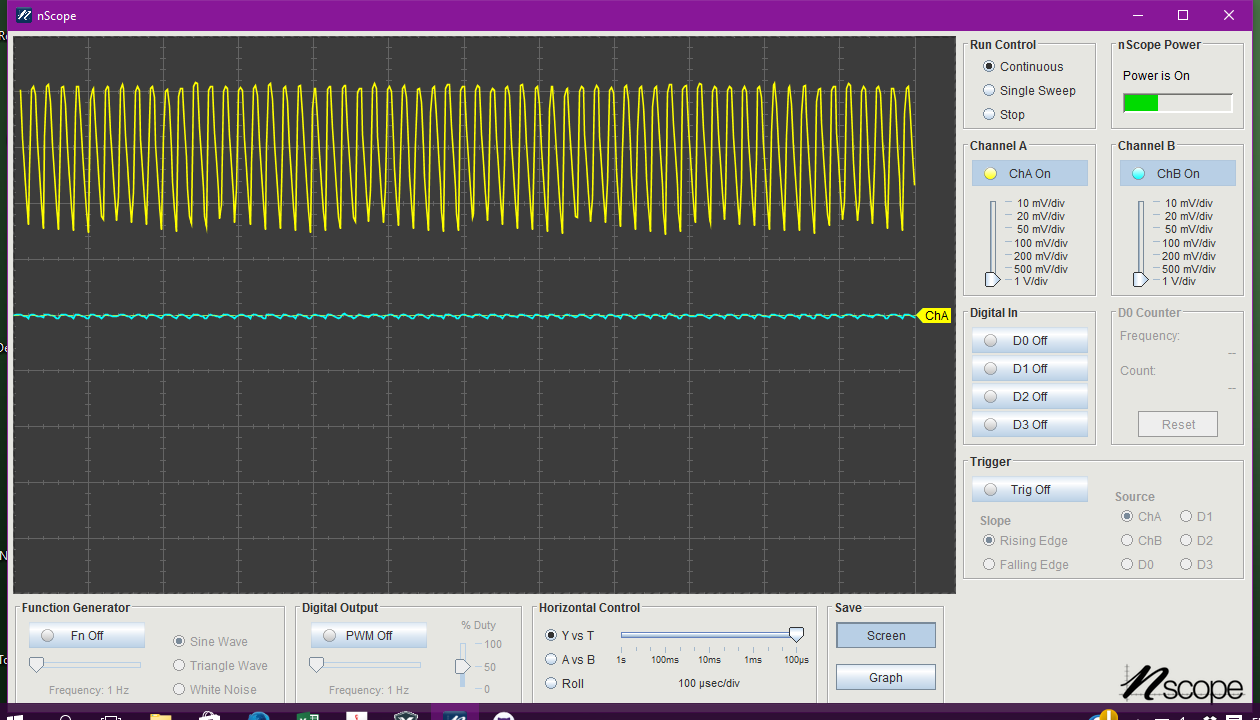 nScope
Run Control
Continuous
Single Sweep
Stop
nScope Power
Power is On
Channel A
ChA On
10 mV/div
20 mV/div
50 mV/div
100 mV/div
200 mV/div
500 mV/div
1 V/div
Channel B
ChB On
10 mV/div
20 mV/div
50 mV/div
100 mV/div
200 mV/div
500 mV/div
1 V/div
ChA
Digital In
D0 Off
D1 Off
D2 Off
D3 Off
D0 Counter
Frequency:
--
Count:
--
Reset
Trigger
Trig Off
Slope
Rising Edge
Falling Edge
Source
ChA D1
ChB D2
D0 D3
Function Generator
Fn Off
Sine Wave
Triangle Wave
White Noise
Frequency: 1 Hz
Digital Output
PWM Off
% Duty
100
50
0
Frequency: 1 Hz
Horizontal Control
Y vs T
A vs B
Roll
1s 100ms 10ms 1ms 100µs
100 µsec/div
Save
Screen
Graph
nscope